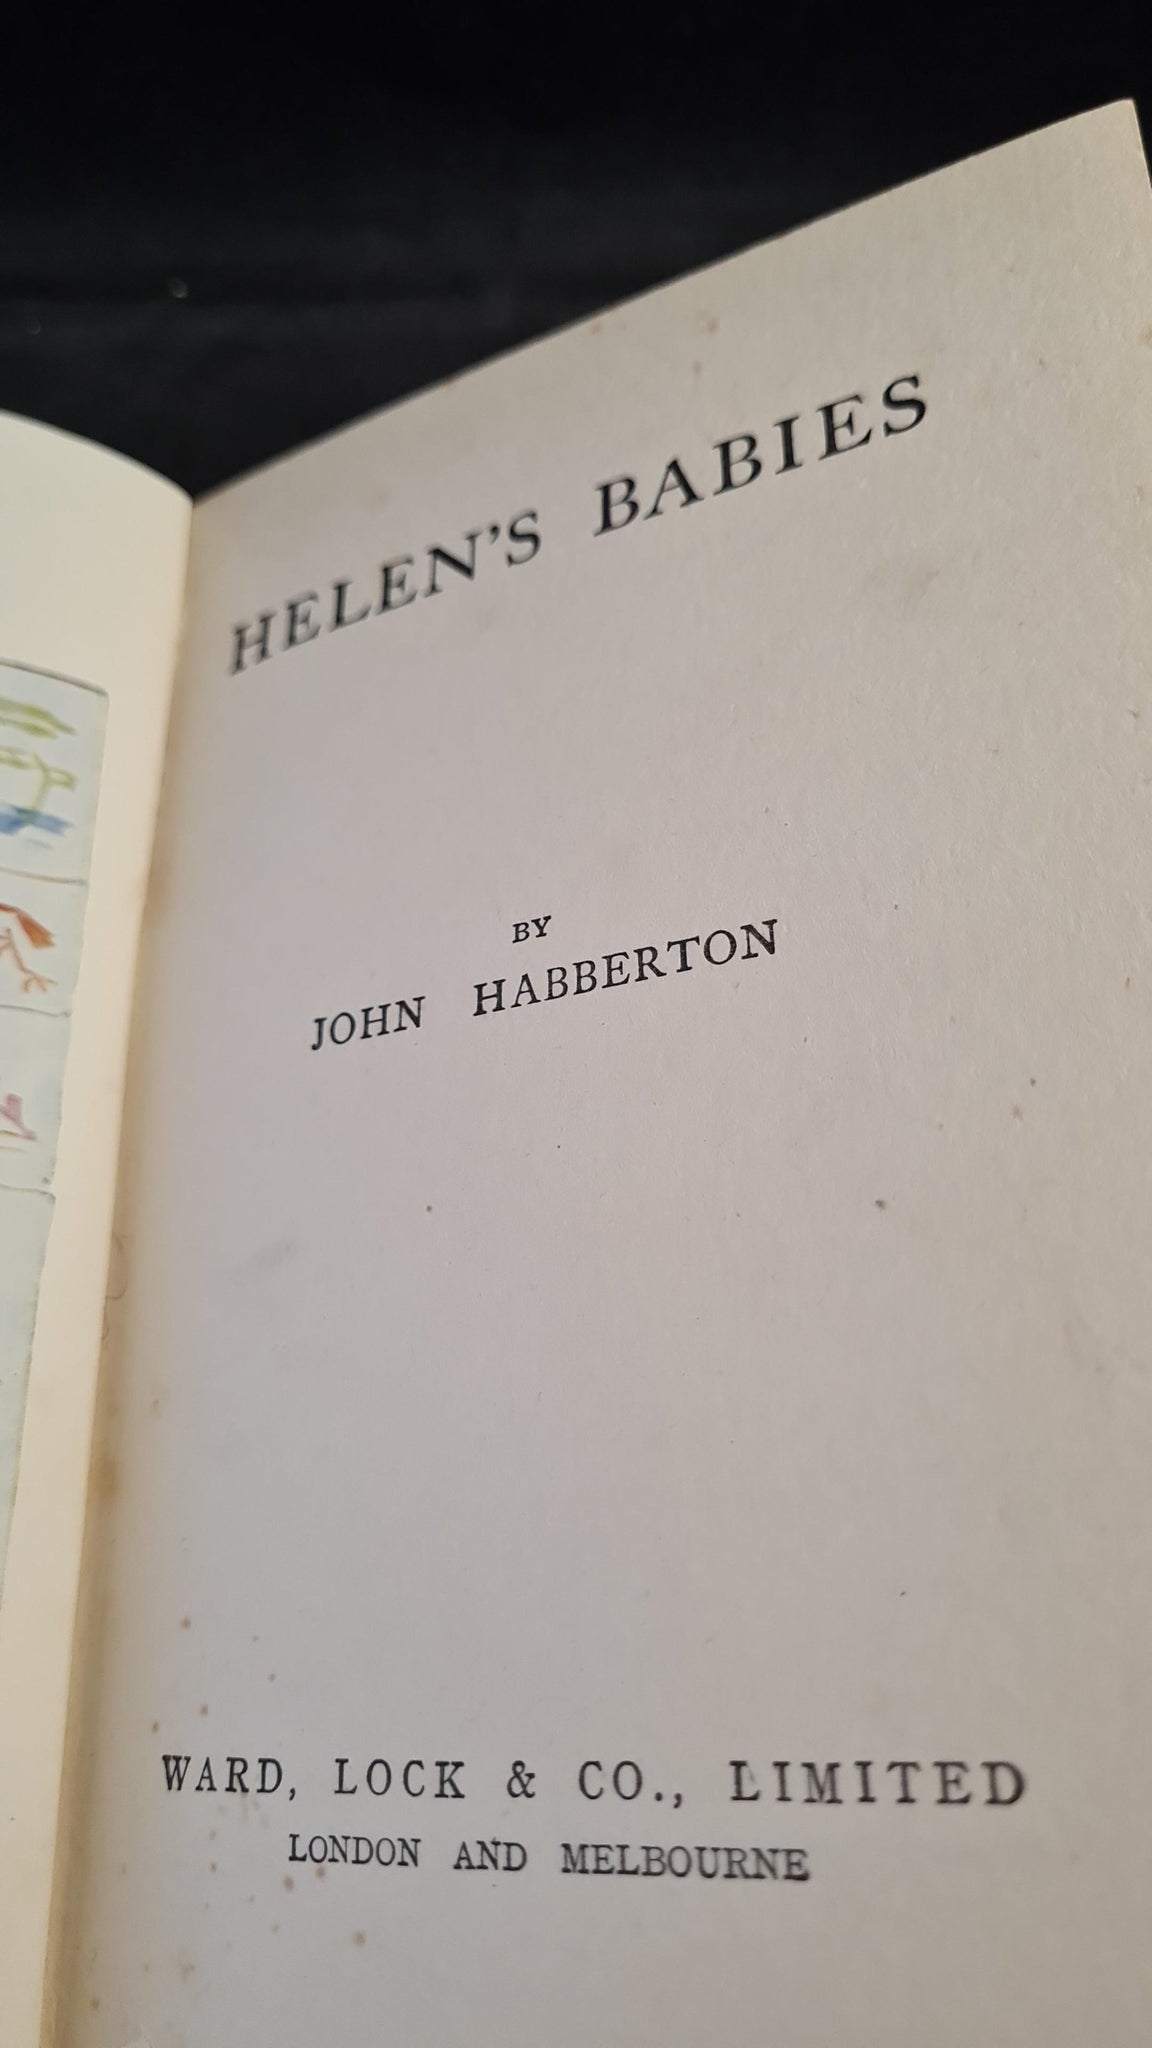 HELEN'S BABIES
BY
JOHN HABBERTON
WARD, LOCK & CO., LIMITED
LONDON AND MELBOURNE